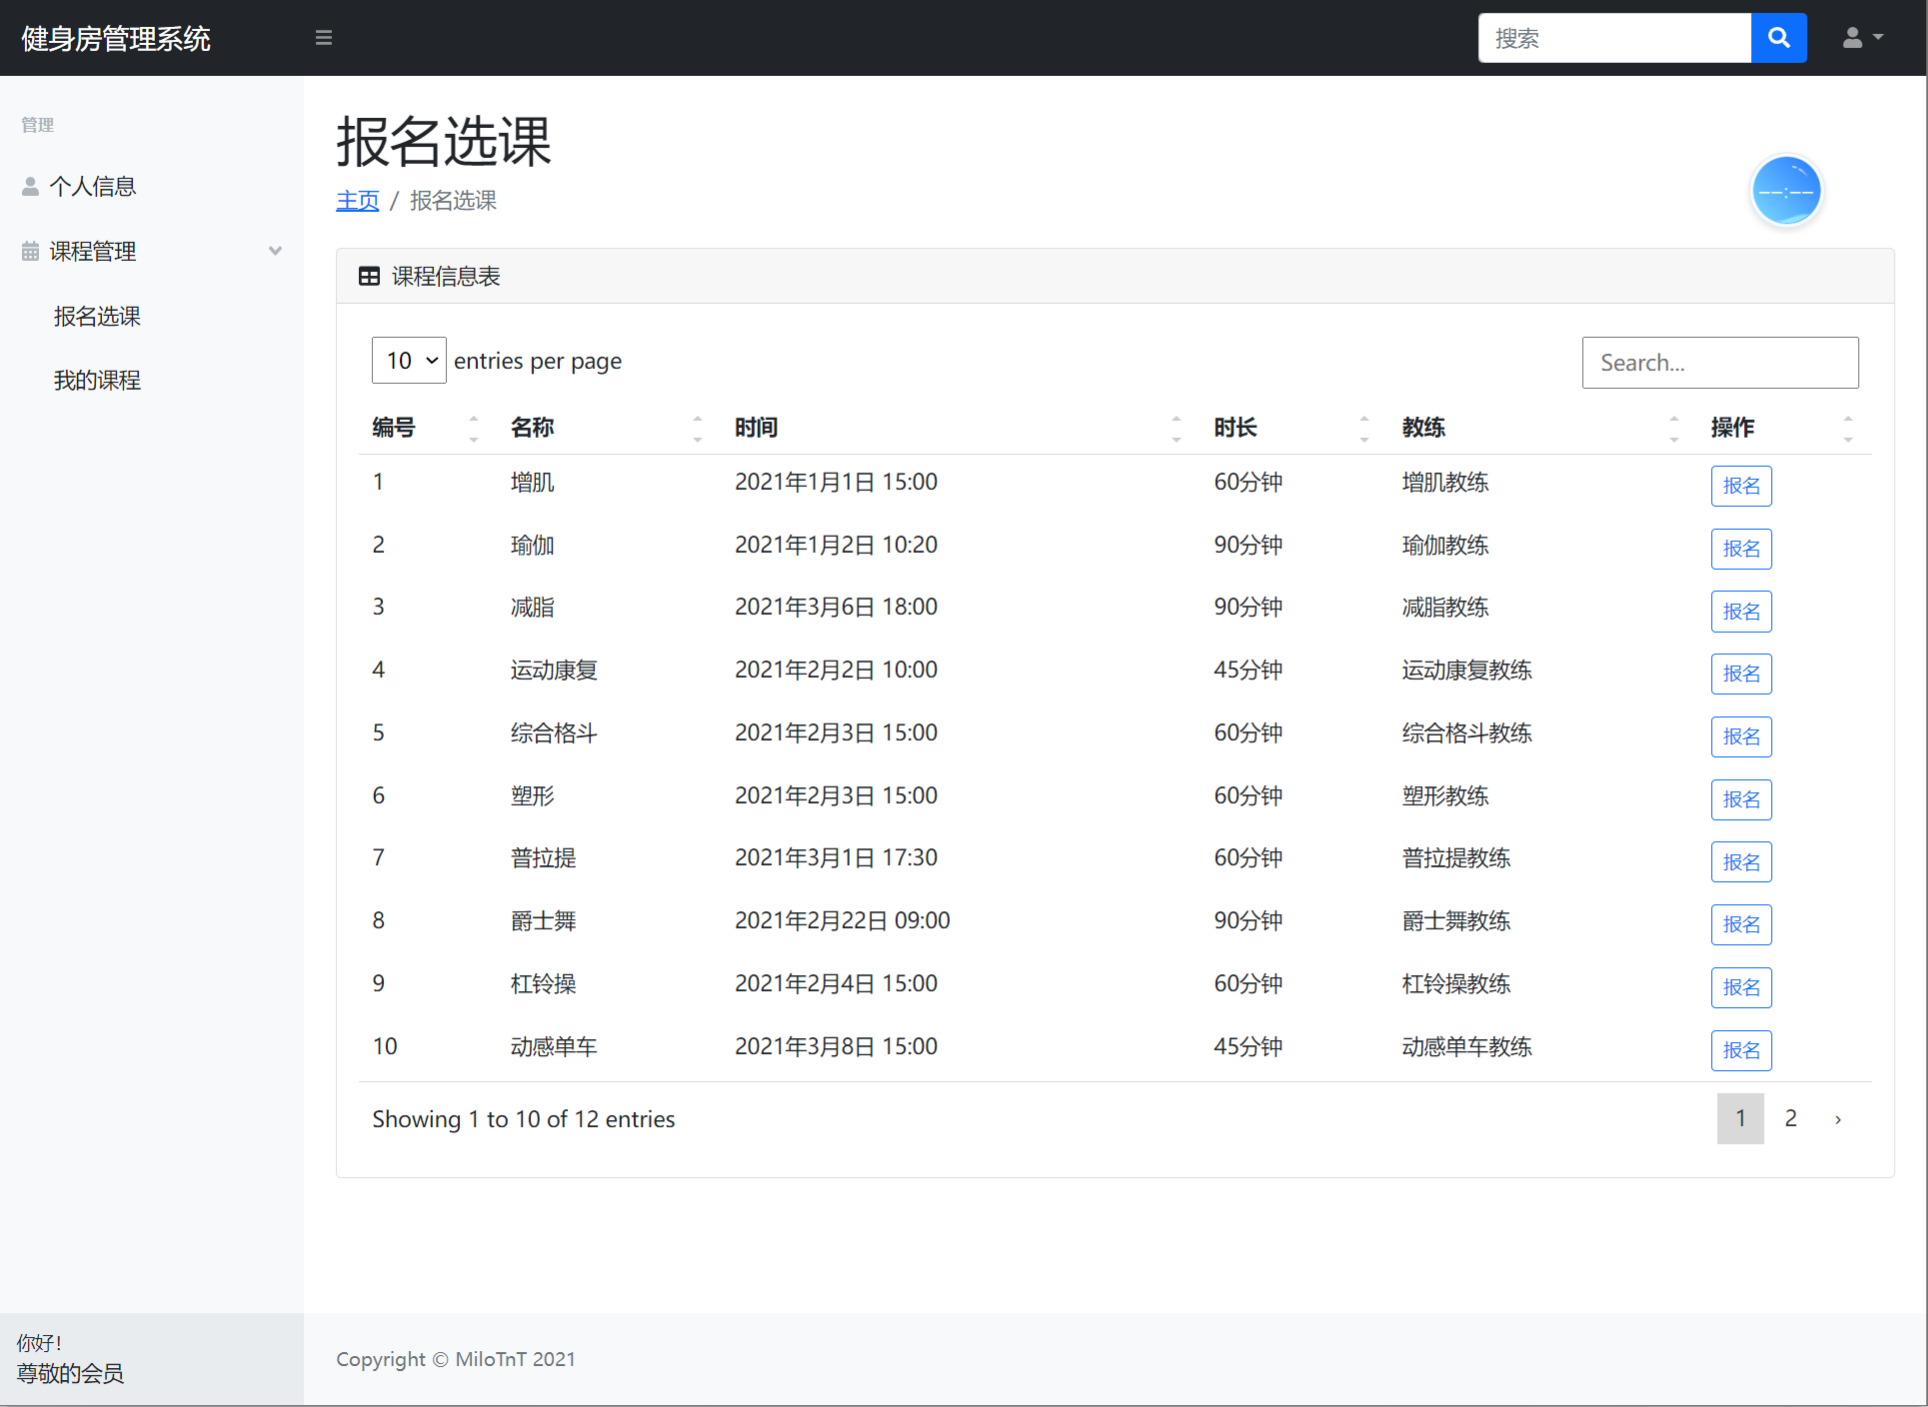 健身房管理系统
搜索
管理
个人信息
课程管理
报名选课
我的课程
报名选课
主页 / 报名选课
--:--
课程信息表
10 entries per page
Search...
编号 名称 时间 时长 教练 操作
1 增肌 2021年1月1日 15:00 60分钟 增肌教练 报名
2 瑜伽 2021年1月2日 10:20 90分钟 瑜伽教练 报名
3 减脂 2021年3月6日 18:00 90分钟 减脂教练 报名
4 运动康复 2021年2月2日 10:00 45分钟 运动康复教练 报名
5 综合格斗 2021年2月3日 15:00 60分钟 综合格斗教练 报名
6 塑形 2021年2月3日 15:00 60分钟 塑形教练 报名
7 普拉提 2021年3月1日 17:30 60分钟 普拉提教练 报名
8 爵士舞 2021年2月22日 09:00 90分钟 爵士舞教练 报名
9 杠铃操 2021年2月4日 15:00 60分钟 杠铃操教练 报名
10 动感单车 2021年3月8日 15:00 45分钟 动感单车教练 报名
Showing 1 to 10 of 12 entries
1 2 ›
你好!
尊敬的会员
Copyright © MiloTnT 2021